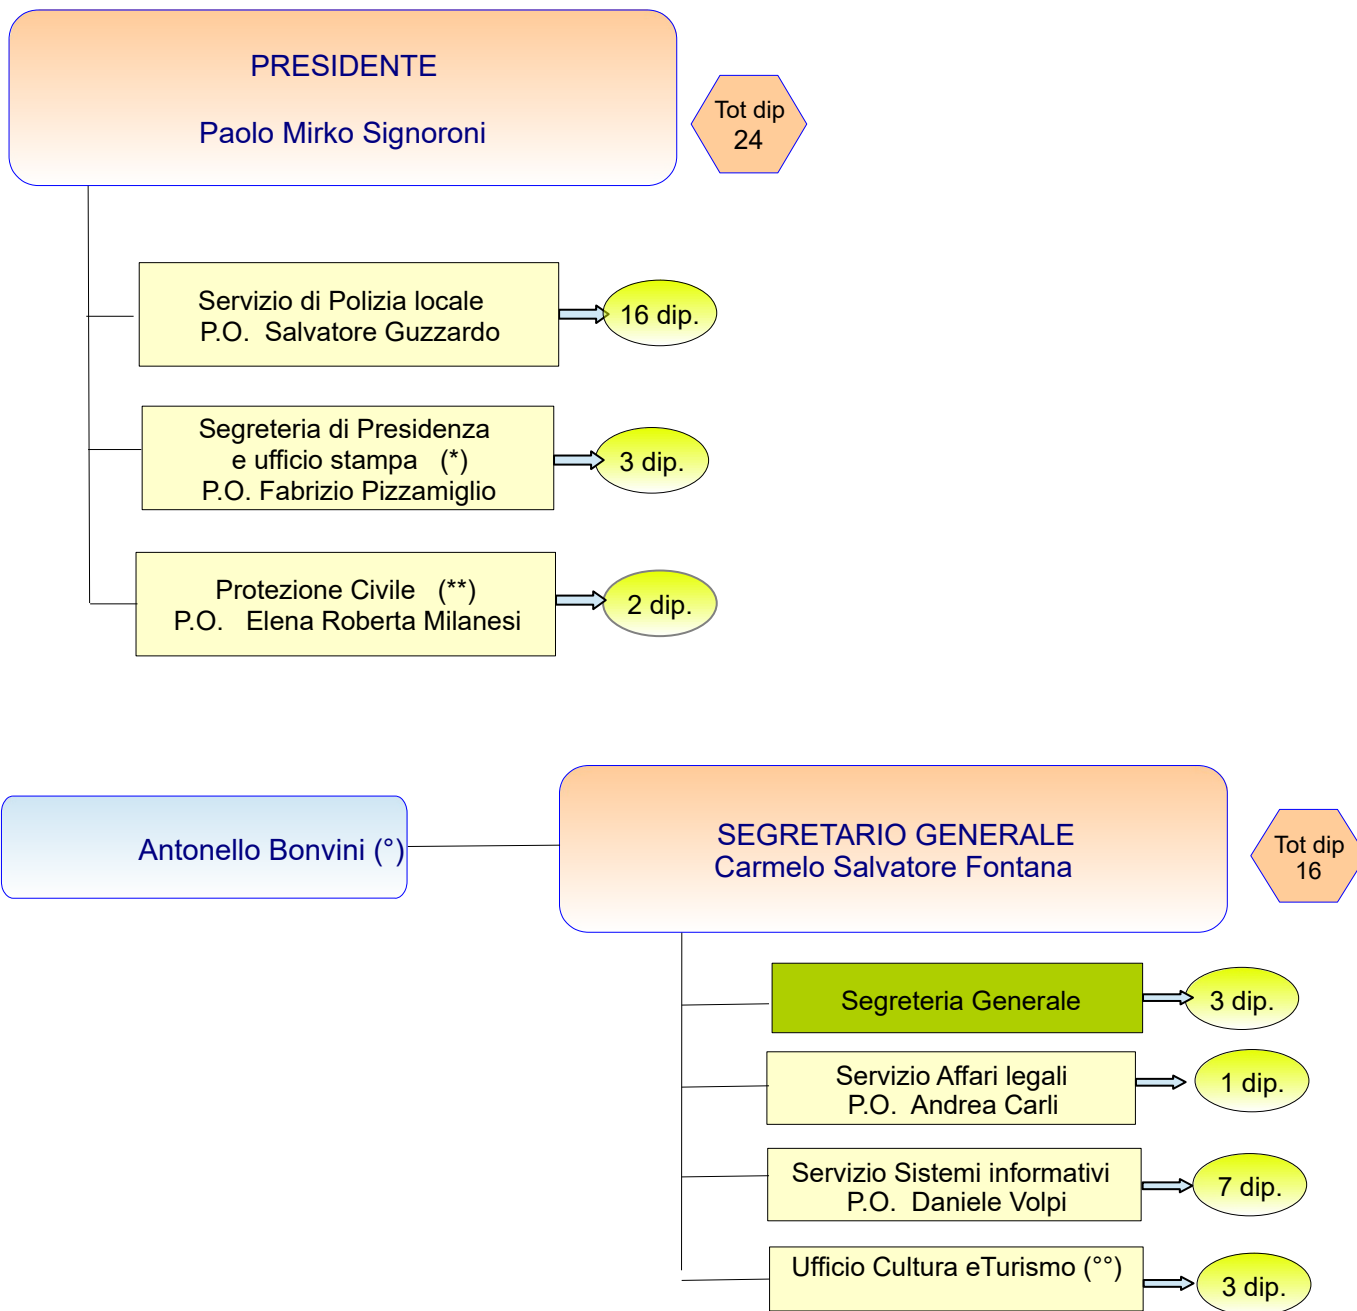 PRESIDENTE
Paolo Mirko Signoroni
Tot dip
24
Servizio di Polizia locale
P.O. Salvatore Guzzardo
16 dip.
Segreteria di Presidenza
e ufficio stampa (*)
P.O. Fabrizio Pizzamiglio
3 dip.
Protezione Civile (**)
P.O. Elena Roberta Milanesi
2 dip.
Antonello Bonvini (°)
SEGRETARIO GENERALE
Carmelo Salvatore Fontana
Tot dip
16
Segreteria Generale
3 dip.
Servizio Affari legali
P.O. Andrea Carli
1 dip.
Servizio Sistemi informativi
P.O. Daniele Volpi
7 dip.
Ufficio Cultura eTurismo (°°)
3 dip.